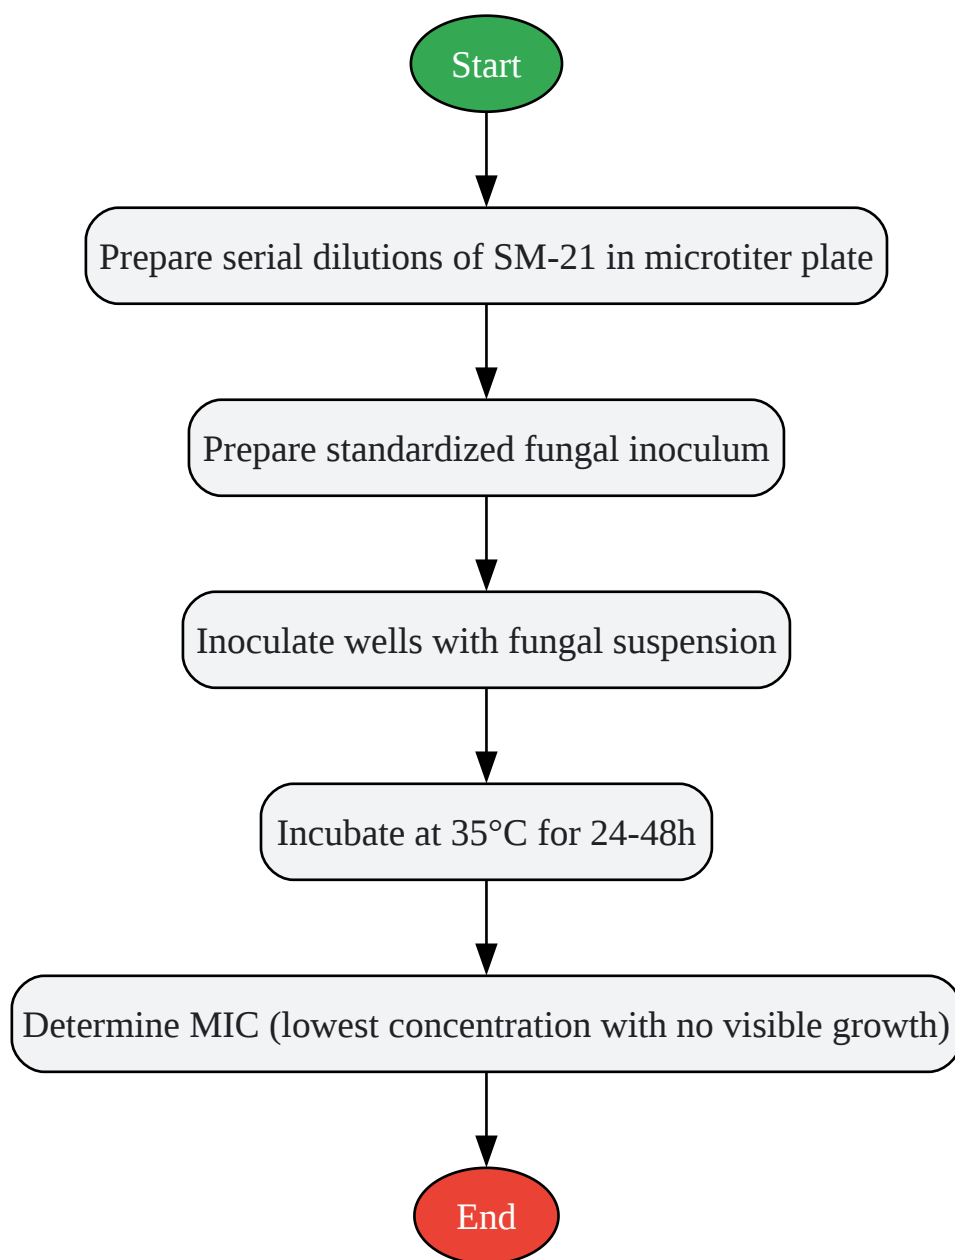 Start
Prepare serial dilutions of SM-21 in microtiter plate
Prepare standardized fungal inoculum
Inoculate wells with fungal suspension
Incubate at 35°C for 24-48h
Determine MIC (lowest concentration with no visible growth)
End